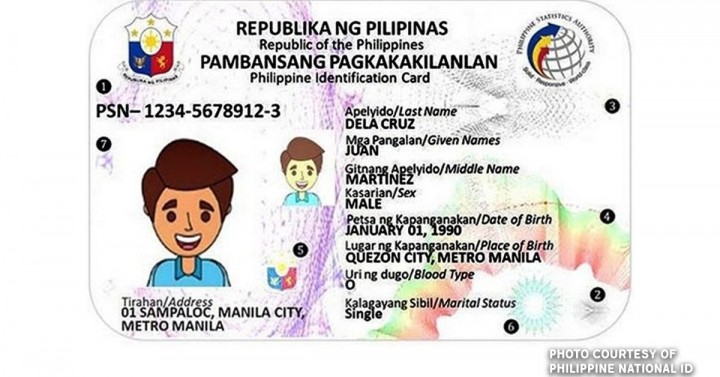 REPUBLIKA NG PILIPINAS
Republic of the Philippines
PAMBANSANG PAGKAKAKILANLAN
Philippine Identification Card
PHILIPPINE STATISTICS AUTHORITY
1
PSN– 1234-5678912-3
3
7
Apelyido/Last Name
DELA CRUZ
Mga Pangalan/Given Names
JUAN
Gitnang Apelyido/Middle Name
MARTINEZ
Kasarian/Sex
MALE
Petsa ng Kapanganakan/Date of Birth
JANUARY 01, 1990
4
Lugar ng Kapanganakan/Place of Birth
QUEZON CITY, METRO MANILA
5
Uri ng dugo/Blood Type
O
2
Kalagayang Sibil/Marital Status
Single
6
Tirahan/Address
01 SAMPALOC, MANILA CITY,
METRO MANILA
PHOTO COURTESY OF
PHILIPPINE NATIONAL ID